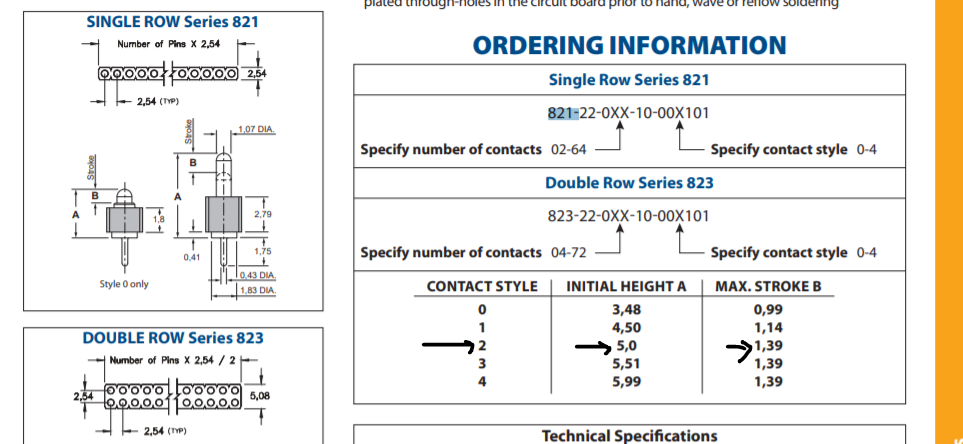 plated through-holes in the circuit board prior to hand, wave or reflow soldering
SINGLE ROW Series 821
Number of Pins X 2,54
2,54
2,54 (TYP)
Stroke
1,07 DIA.
B
A
Stroke
B
A
1,8
2,79
0,41
1,75
0,43 DIA.
1,83 DIA.
Style 0 only
DOUBLE ROW Series 823
Number of Pins X 2,54 / 2
2,54
5,08
2,54 (TYP)
ORDERING INFORMATION
Single Row Series 821
821-22-0XX-10-00X101
Specify number of contacts 02-64
Specify contact style 0-4
Double Row Series 823
823-22-0XX-10-00X101
Specify number of contacts 04-72
Specify contact style 0-4
CONTACT STYLE INITIAL HEIGHT A MAX. STROKE B
0 3,48 0,99
1 4,50 1,14
2 5,0 1,39
3 5,51 1,39
4 5,99 1,39
Technical Specifications